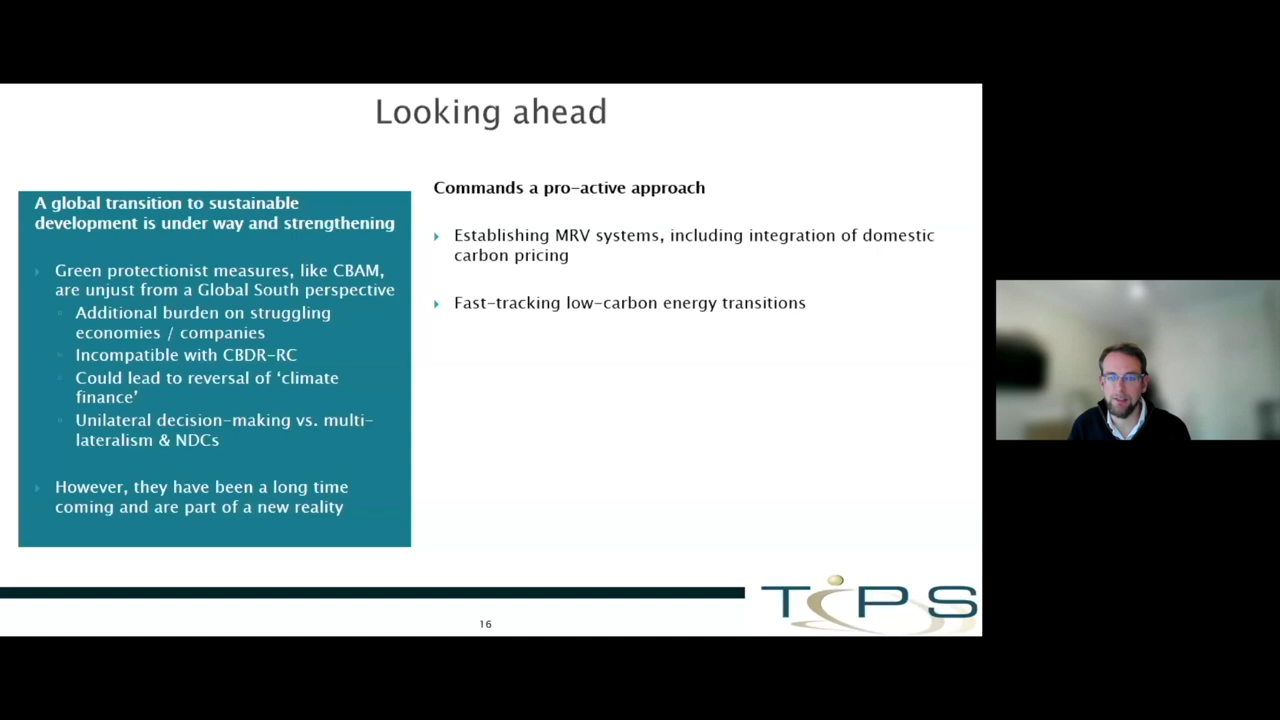 Looking ahead
A global transition to sustainable
development is under way and strengthening
Green protectionist measures, like CBAM,
are unjust from a Global South perspective
Additional burden on struggling
economies / companies
Incompatible with CBDR-RC
Could lead to reversal of ‘climate
finance’
Unilateral decision-making vs. multi-
lateralism & NDCs
However, they have been a long time
coming and are part of a new reality
Commands a pro-active approach
Establishing MRV systems, including integration of domestic
carbon pricing
Fast-tracking low-carbon energy transitions
16
TIPS